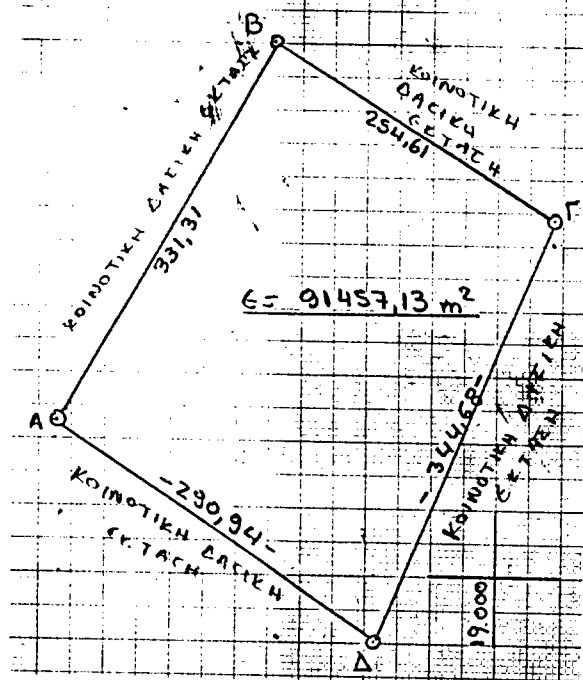 Β
ΚΟΙΝΟΤΙΚΗ ΔΑΣΙΚΗ ΕΚΤΑΣΗ
331,31
ΚΟΙΝΟΤΙΚΗ
ΔΑΣΙΚΗ
ΕΚΤΑΣΗ
254,61
Γ
Ε= 91457,13 m²
Α
-290,94-
ΚΟΙΝΟΤΙΚΗ ΔΑΣΙΚΗ
ΕΚΤΑΣΗ
-344,68-
ΚΟΙΝΟΤΙΚΗ ΔΑΣΙΚΗ
ΕΚΤΑΣΗ
19.000
Δ